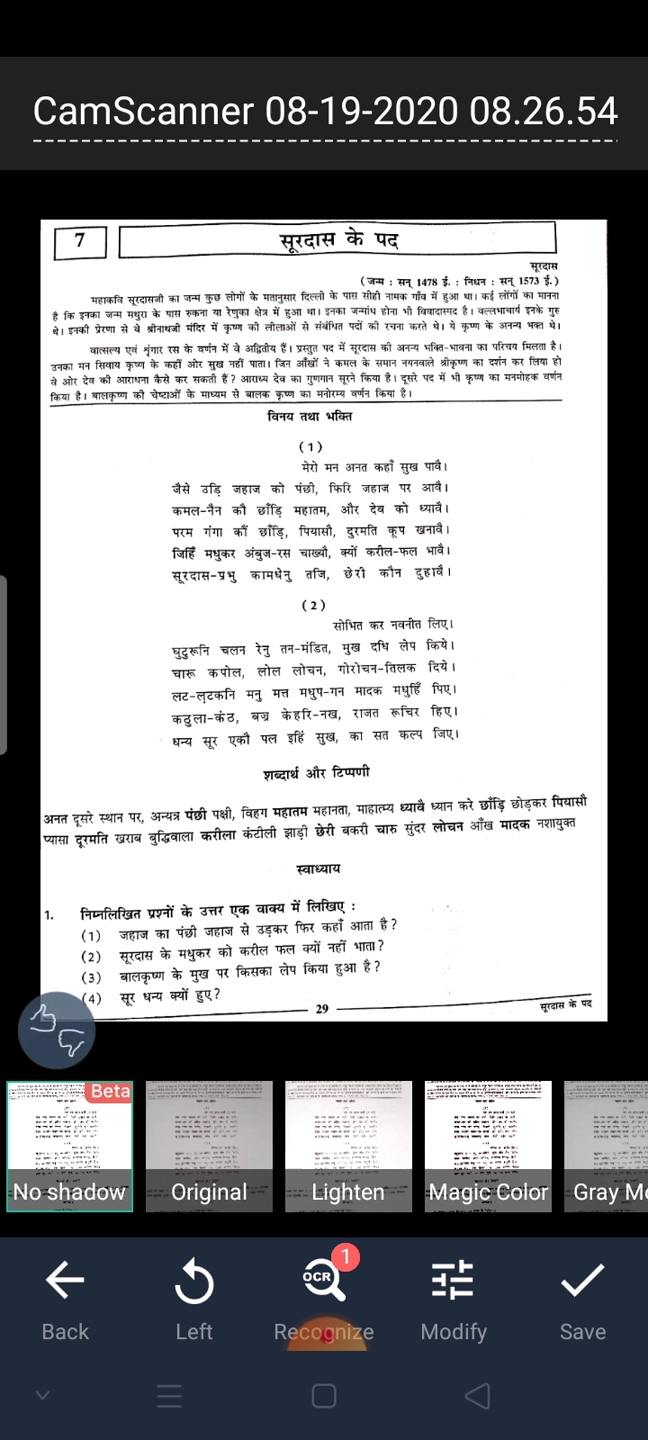 CamScanner 08-19-2020 08.26.54
7
सूरदास के पद
सूरदास
(जन्म : सन् 1478 ई. : निधन : सन् 1573 ई.)
महाकवि सूरदासजी का जन्म कुछ लोगों के मतानुसार दिल्ली के पास सीही नामक गाँव में हुआ था। कई लोंगों का मानना
है कि इनका जन्म मथुरा के पास रुकना या रेणुका क्षेत्र में हुआ था। इनका जन्मांध होना भी विवादास्पद है। वल्लभाचार्य इनके गुरु
थे। इनकी प्रेरणा से वे श्रीनाथजी मंदिर में कृष्ण की लीलाओं से संबंधित पदों की रचना करते थे। ये कृष्ण के अनन्य भक्त थे।
वात्सल्य एवं शृंगार रस के वर्णन में वे अद्वितीय हैं। प्रस्तुत पद में सूरदास की अनन्य भक्ति-भावना का परिचय मिलता है।
उनका मन सिवाय कृष्ण के कहीं ओर सुख नहीं पाता। जिन आँखों ने कमल के समान नयनवाले श्रीकृष्ण का दर्शन कर लिया हो
वे ओर देव की आराधना कैसे कर सकती हैं? आराध्य देव का गुणगान सूरने किया है। दूसरे पद में भी कृष्ण का मनमोहक वर्णन
किया है। बालकृष्ण की चेष्टाओं के माध्यम से बालक कृष्ण का मनोरम्य वर्णन किया है।
विनय तथा भक्ति
(1)
मेरो मन अनत कहाँ सुख पावै।
जैसे उड़ि जहाज को पंछी, फिरि जहाज पर आवै।
कमल-नैन कौ छाँड़ि महातम, और देव को ध्यावै।
परम गंगा कौं छाँड़ि, पियासौ, दुरमति कूप खनावै।
जिहिँ मधुकर अंबुज-रस चाख्यौ, क्यों करील-फल भावै।
सूरदास-प्रभु कामधेनु तजि, छेरी कौन दुहावै।
(2)
सोभित कर नवनीत लिए।
घुटुरूनि चलन रेनु तन-मंडित, मुख दधि लेप किये।
चारू कपोल, लोल लोचन, गोरोचन-तिलक दिये।
लट-लटकनि मनु मत्त मधुप-गन मादक मधुहिँ पिए।
कठुला-कंठ, बज्र केहरि-नख, राजत रूचिर हिए।
धन्य सूर एकौ पल इहिं सुख, का सत कल्प जिए।
शब्दार्थ और टिप्पणी
अनत दूसरे स्थान पर, अन्यत्र पंछी पक्षी, विहग महातम महानता, माहात्म्य ध्यावै ध्यान करे छाँड़ि छोड़कर पियासौ
प्यासा दूरमति खराब बुद्धिवाला करीला कंटीली झाड़ी छेरी बकरी चारु सुंदर लोचन आँख मादक नशायुक्त
स्वाध्याय
1. निम्नलिखित प्रश्नों के उत्तर एक वाक्य में लिखिए :
(1) जहाज का पंछी जहाज से उड़कर फिर कहाँ आता है?
(2) सूरदास के मधुकर को करील फल क्यों नहीं भाता?
(3) बालकृष्ण के मुख पर किसका लेप किया हुआ है?
(4) सूर धन्य क्यों हुए?
29
सूरदास के पद
Beta
No shadow Original Lighten Magic Color Gray Mo
1
OCR
Back Left Recognize Modify Save